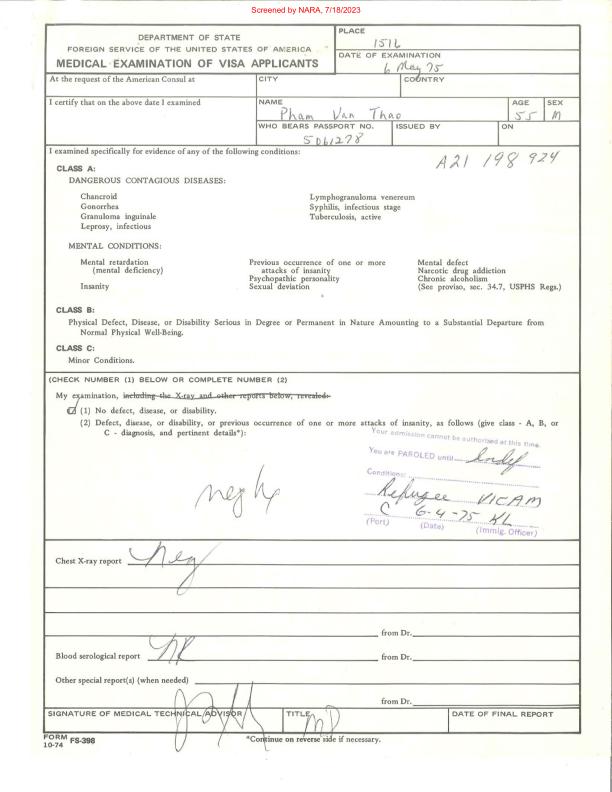 Screened by NARA, 7/18/2023
DEPARTMENT OF STATE
FOREIGN SERVICE OF THE UNITED STATES OF AMERICA
MEDICAL EXAMINATION OF VISA APPLICANTS
PLACE
1516
DATE OF EXAMINATION
6 May 75
At the request of the American Consul at
CITY
COUNTRY
I certify that on the above date I examined
NAME
Pham Van Thao
AGE
55
SEX
M
WHO BEARS PASSPORT NO.
5061278
ISSUED BY
ON
I examined specifically for evidence of any of the following conditions:
A21 198 924
CLASS A:
DANGEROUS CONTAGIOUS DISEASES:
Chancroid
Gonorrhea
Granuloma inguinale
Leprosy, infectious
Lymphogranuloma venereum
Syphilis, infectious stage
Tuberculosis, active
MENTAL CONDITIONS:
Mental retardation
(mental deficiency)
Insanity
Previous occurrence of one or more
attacks of insanity
Psychopathic personality
Sexual deviation
Mental defect
Narcotic drug addiction
Chronic alcoholism
(See proviso, sec. 34.7, USPHS Regs.)
CLASS B:
Physical Defect, Disease, or Disability Serious in Degree or Permanent in Nature Amounting to a Substantial Departure from
Normal Physical Well-Being.
CLASS C:
Minor Conditions.
(CHECK NUMBER (1) BELOW OR COMPLETE NUMBER (2)
My examination, including the X-ray and other reports below, revealed:
(1) No defect, disease, or disability.
(2) Defect, disease, or disability, or previous occurrence of one or more attacks of insanity, as follows (give class - A, B, or
C - diagnosis, and pertinent details*):
Your admission cannot be authorized at this time.
You are PAROLED until Indef
Conditions:
Refugee VICAM
C 6-4-75 KL
(Port) (Date) (Immig. Officer)
neg hx
Chest X-ray report Neg
from Dr.
Blood serological report NR
from Dr.
Other special report(s) (when needed)
from Dr.
SIGNATURE OF MEDICAL TECHNICAL ADVISOR
TITLE
MD
DATE OF FINAL REPORT
FORM FS-398
10-74
*Continue on reverse side if necessary.